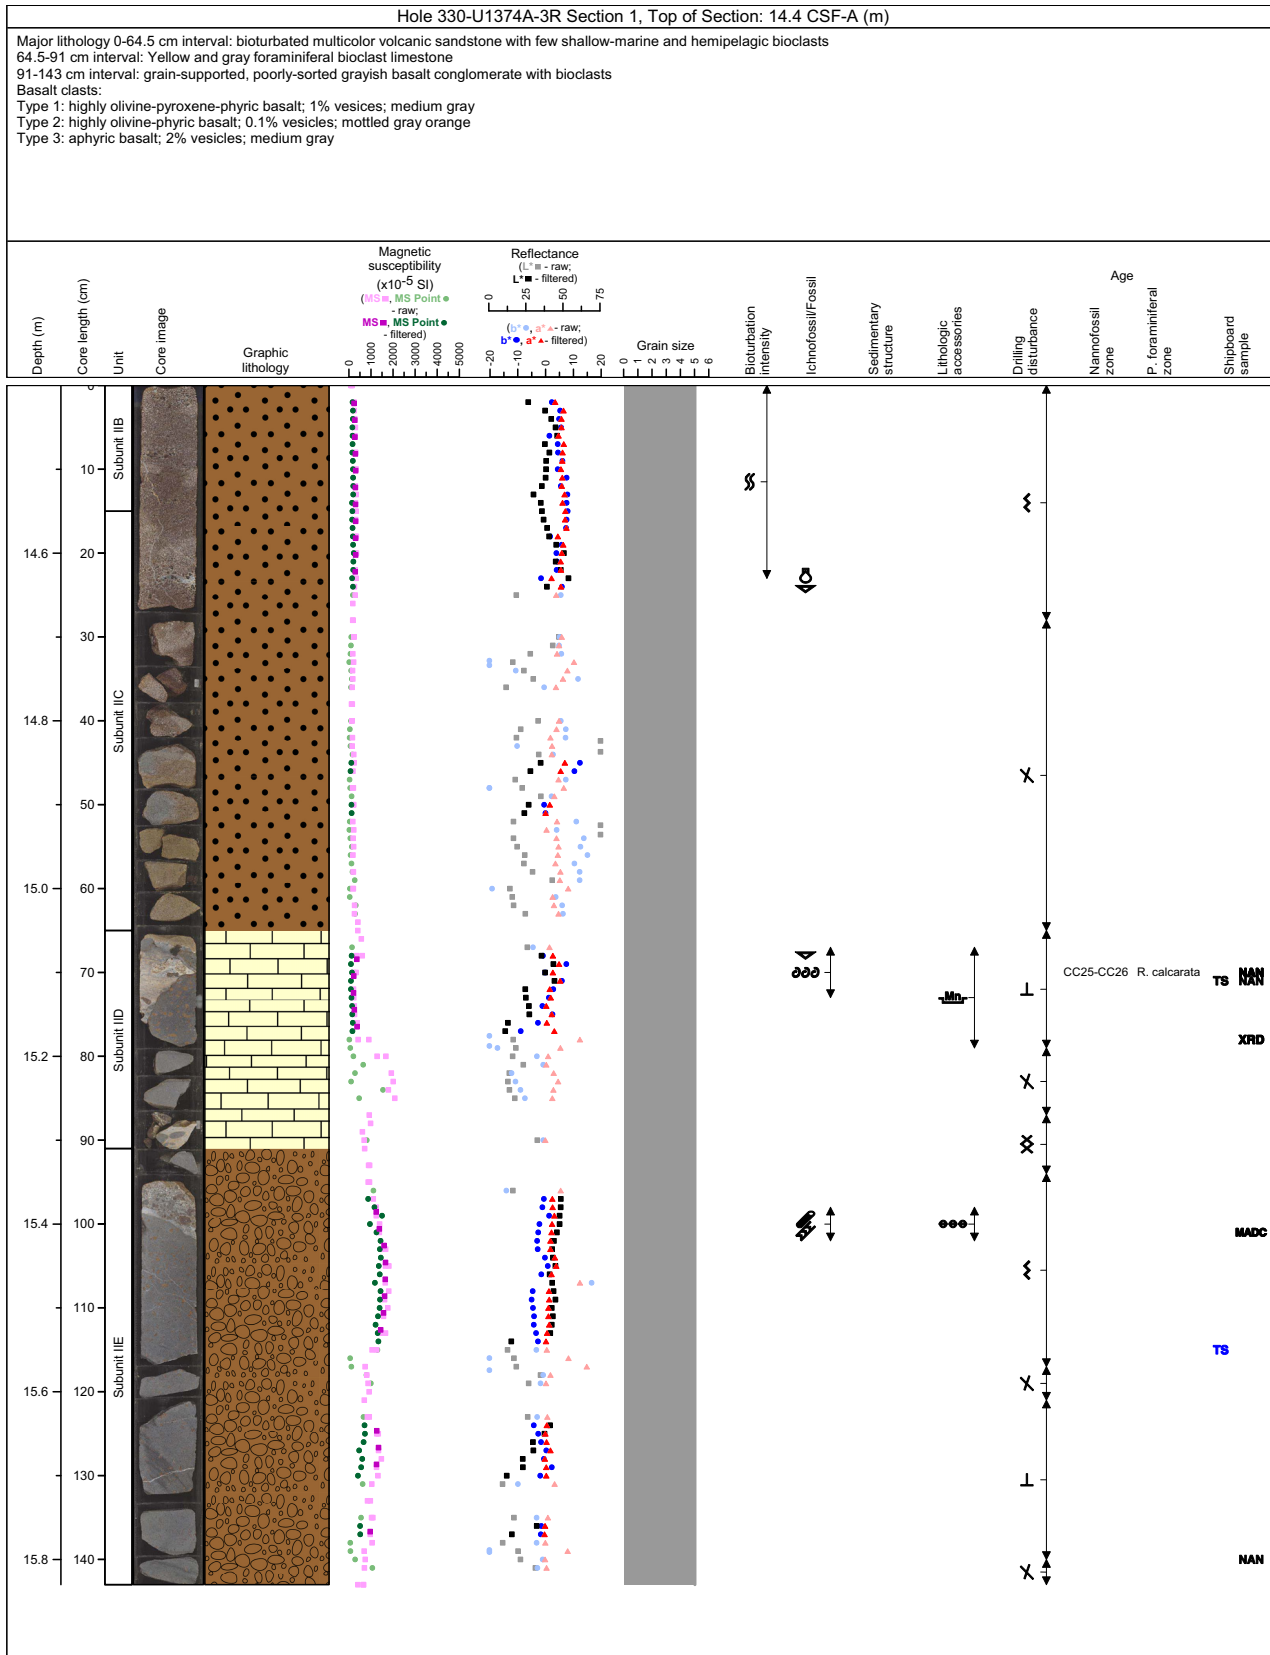 Hole 330-U1374A-3R Section 1, Top of Section: 14.4 CSF-A (m)
Major lithology 0-64.5 cm interval: bioturbated multicolor volcanic sandstone with few shallow-marine and hemipelagic bioclasts
64.5-91 cm interval: Yellow and gray foraminiferal bioclast limestone
91-143 cm interval: grain-supported, poorly-sorted grayish basalt conglomerate with bioclasts
Basalt clasts:
Type 1: highly olivine-pyroxene-phyric basalt; 1% vesices; medium gray
Type 2: highly olivine-phyric basalt; 0.1% vesicles; mottled gray orange
Type 3: aphyric basalt; 2% vesicles; medium gray
Depth (m)
Core length (cm)
Unit
Core image
Graphic
lithology
Magnetic
susceptibility
(x10-5 SI)
(MS, MS Point
- raw;
MS, MS Point
- filtered)
0 1000 2000 3000 4000 5000
Reflectance
(L* - raw;
L* - filtered)
0 25 50 75
(b*, a* - raw;
b*, a* - filtered)
-20 -10 0 10 20
Grain size
0 1 2 3 4 5 6
Bioturbation
intensity
Ichnofossil/Fossil
Sedimentary
structure
Lithologic
accessories
Drilling
disturbance
Age
Nannofossil
zone
P. foraminiferal
zone
Shipboard
sample
0
Subunit IIB
10
14.6
20
30
Subunit IIC
14.8
40
50
15.0
60
70
Subunit IID
Mn
CC25-CC26 R. calcarata
NAN
TS NAN
XRD
15.2
80
90
15.4
100
MADC
110
Subunit IIE
TS
15.6
120
130
15.8
140
NAN